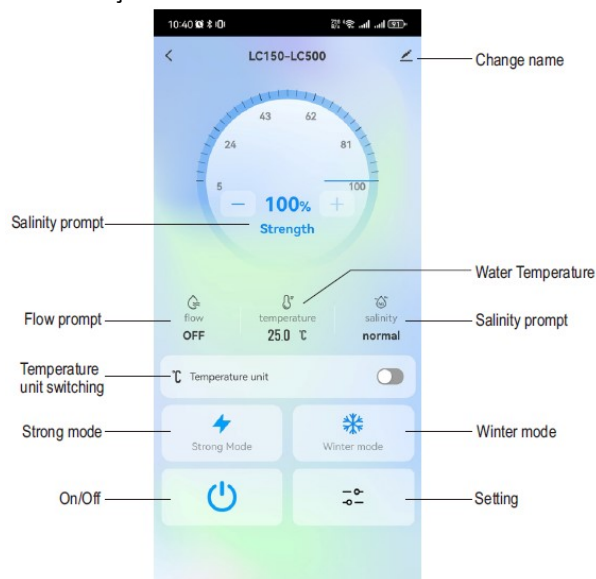 10:40
91
LC150-LC500
Change name
43 62
24 81
5 100
− 100% +
Strength
Salinity prompt
Water Temperature
flow temperature salinity
OFF 25.0 ℃ normal
Flow prompt
Salinity prompt
Temperature
unit switching
℃ Temperature unit
Strong mode
Strong Mode
Winter mode
Winter mode
On/Off
Setting